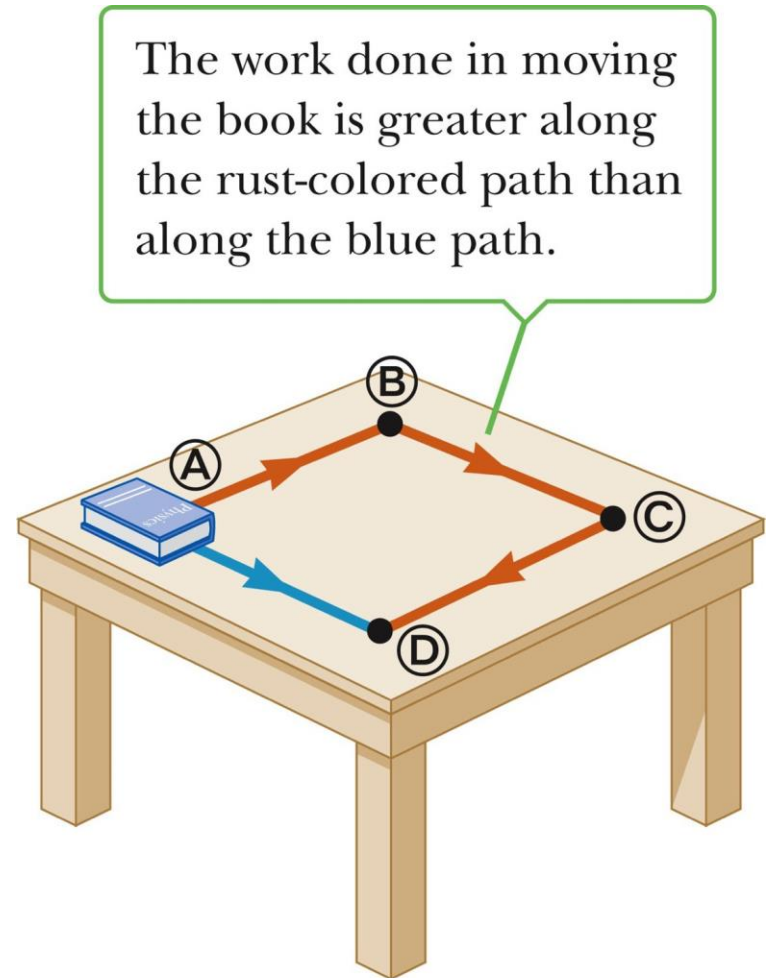 The work done in moving
the book is greater along
the rust-colored path than
along the blue path.
B
A
Physics
C
D